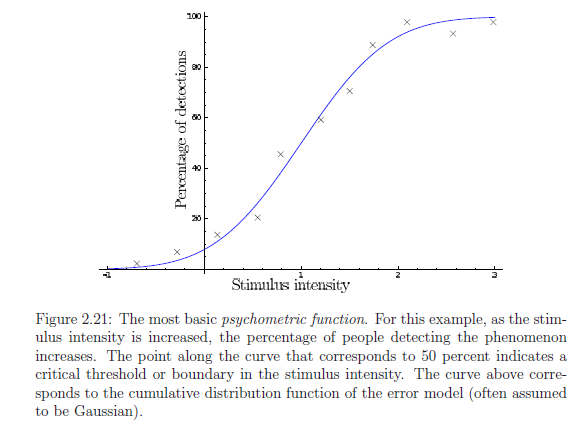 100
80
60
40
20
Percentage of detections
-1
1
2
3
Stimulus intensity
Figure 2.21: The most basic psychometric function. For this example, as the stim-
ulus intensity is increased, the percentage of people detecting the phenomenon
increases. The point along the curve that corresponds to 50 percent indicates a
critical threshold or boundary in the stimulus intensity. The curve above corre-
sponds to the cumulative distribution function of the error model (often assumed
to be Gaussian).